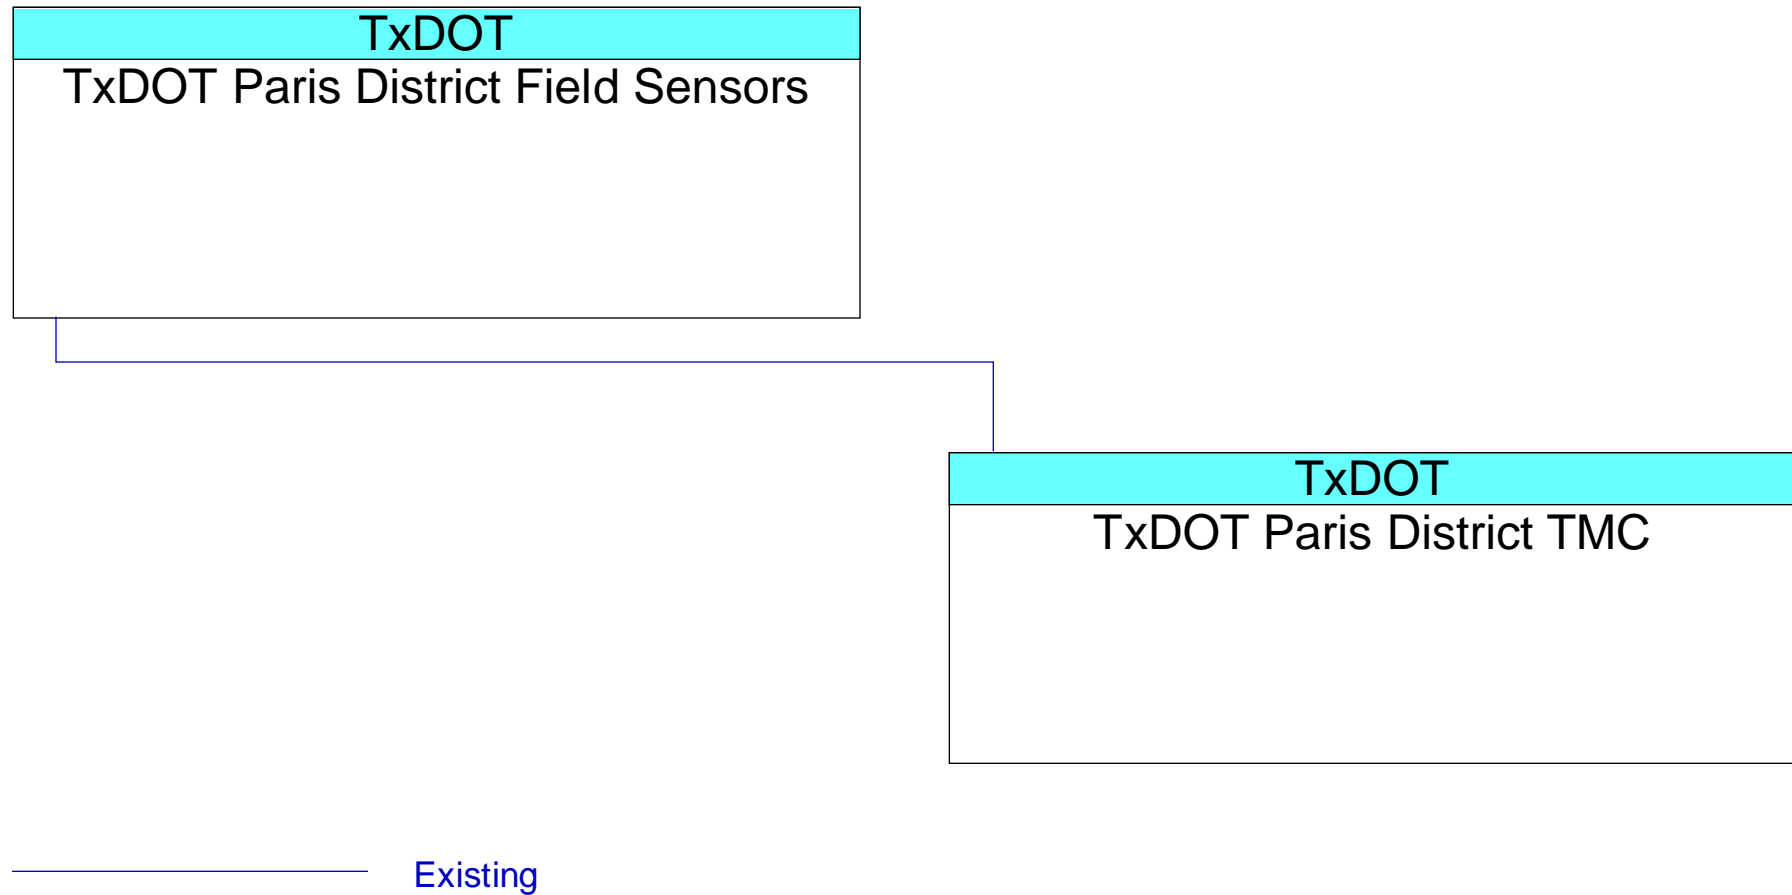 TxDOT
TxDOT Paris District Field Sensors
TxDOT
TxDOT Paris District TMC
Existing